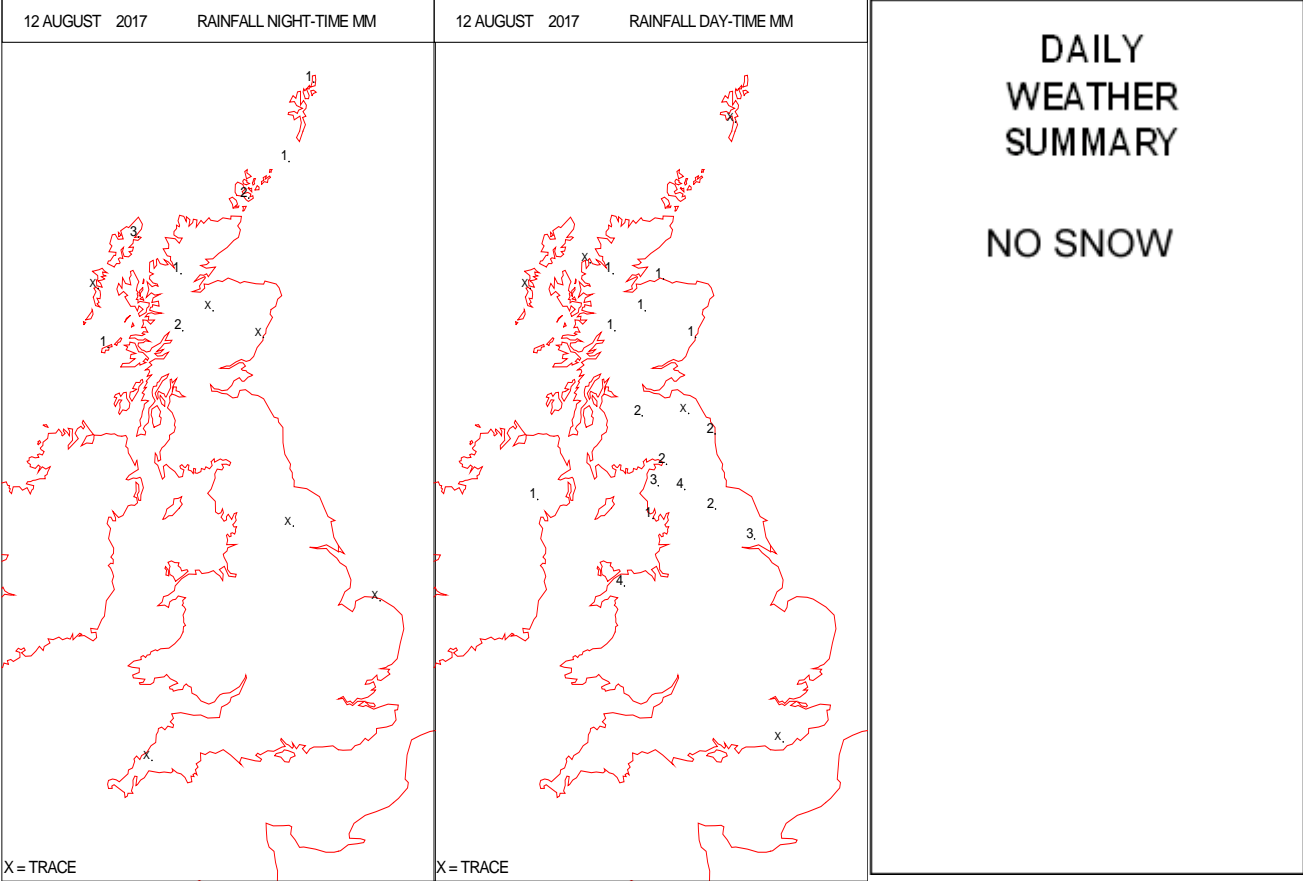 12 AUGUST 2017 RAINFALL NIGHT-TIME MM
1.
1.
2.
3.
1.
X
X.
2.
X.
1
X.
X.
X.
X = TRACE
12 AUGUST 2017 RAINFALL DAY-TIME MM
X.
X
1.
1.
X
1.
1.
1.
2.
X.
2.
2.
3.
4.
1.
2.
1.
3.
4.
X.
X = TRACE
DAILY
WEATHER
SUMMARY
NO SNOW